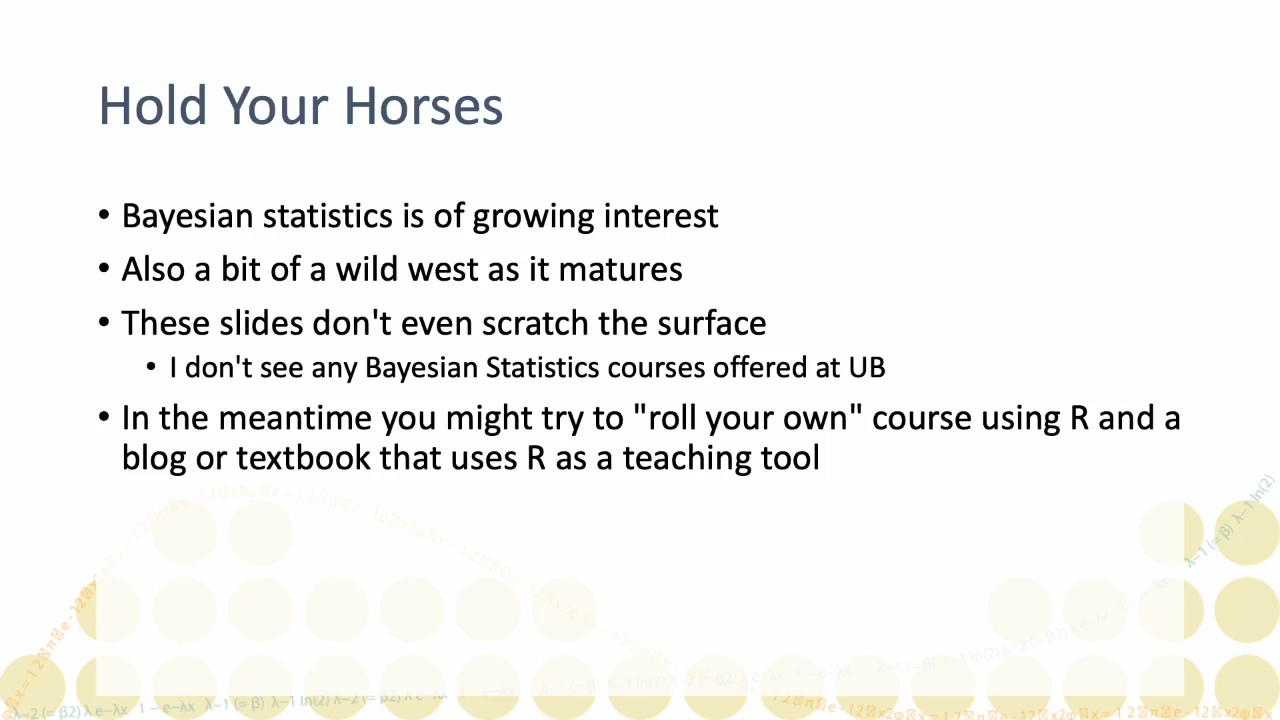 Hold Your Horses
• Bayesian statistics is of growing interest
• Also a bit of a wild west as it matures
• These slides don't even scratch the surface
• I don't see any Bayesian Statistics courses offered at UB
• In the meantime you might try to "roll your own" course using R and a
blog or textbook that uses R as a teaching tool